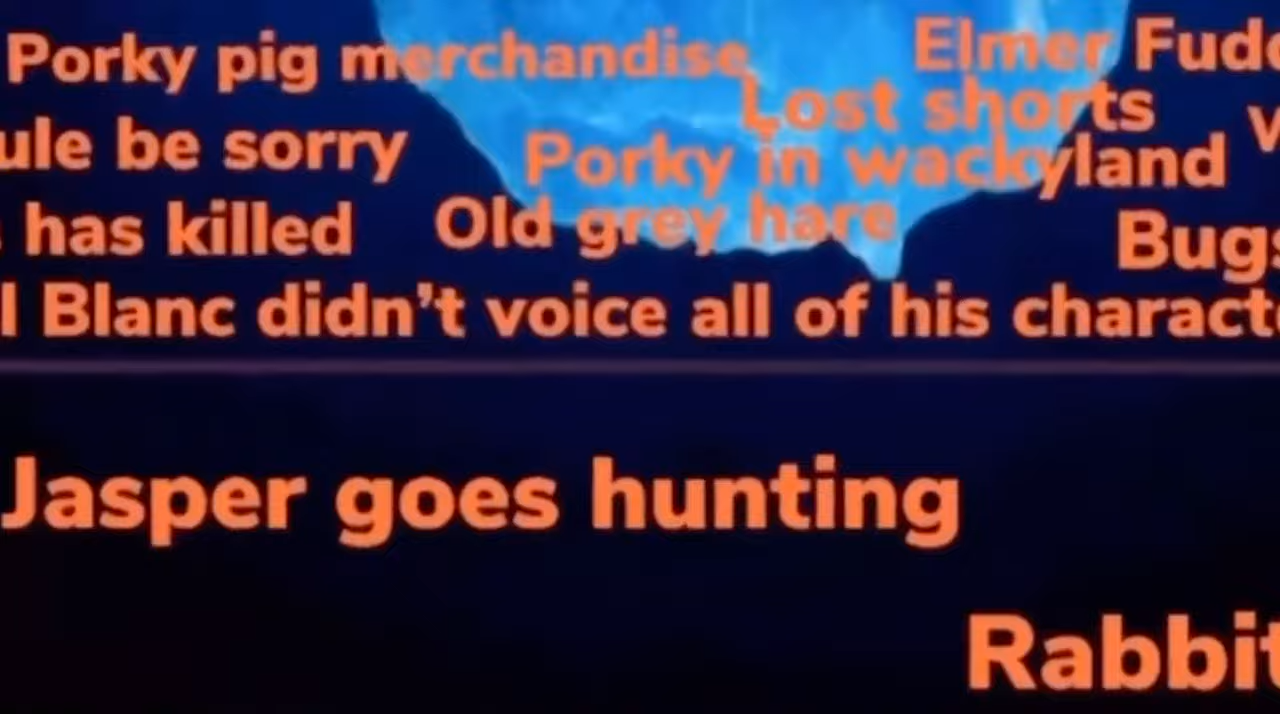 Porky pig merchandise
Elmer Fudd
Lost shorts
ule be sorry
Porky in wackyland
has killed
Old grey hare
Bugs
l Blanc didn't voice all of his charact
Jasper goes hunting
Rabbit